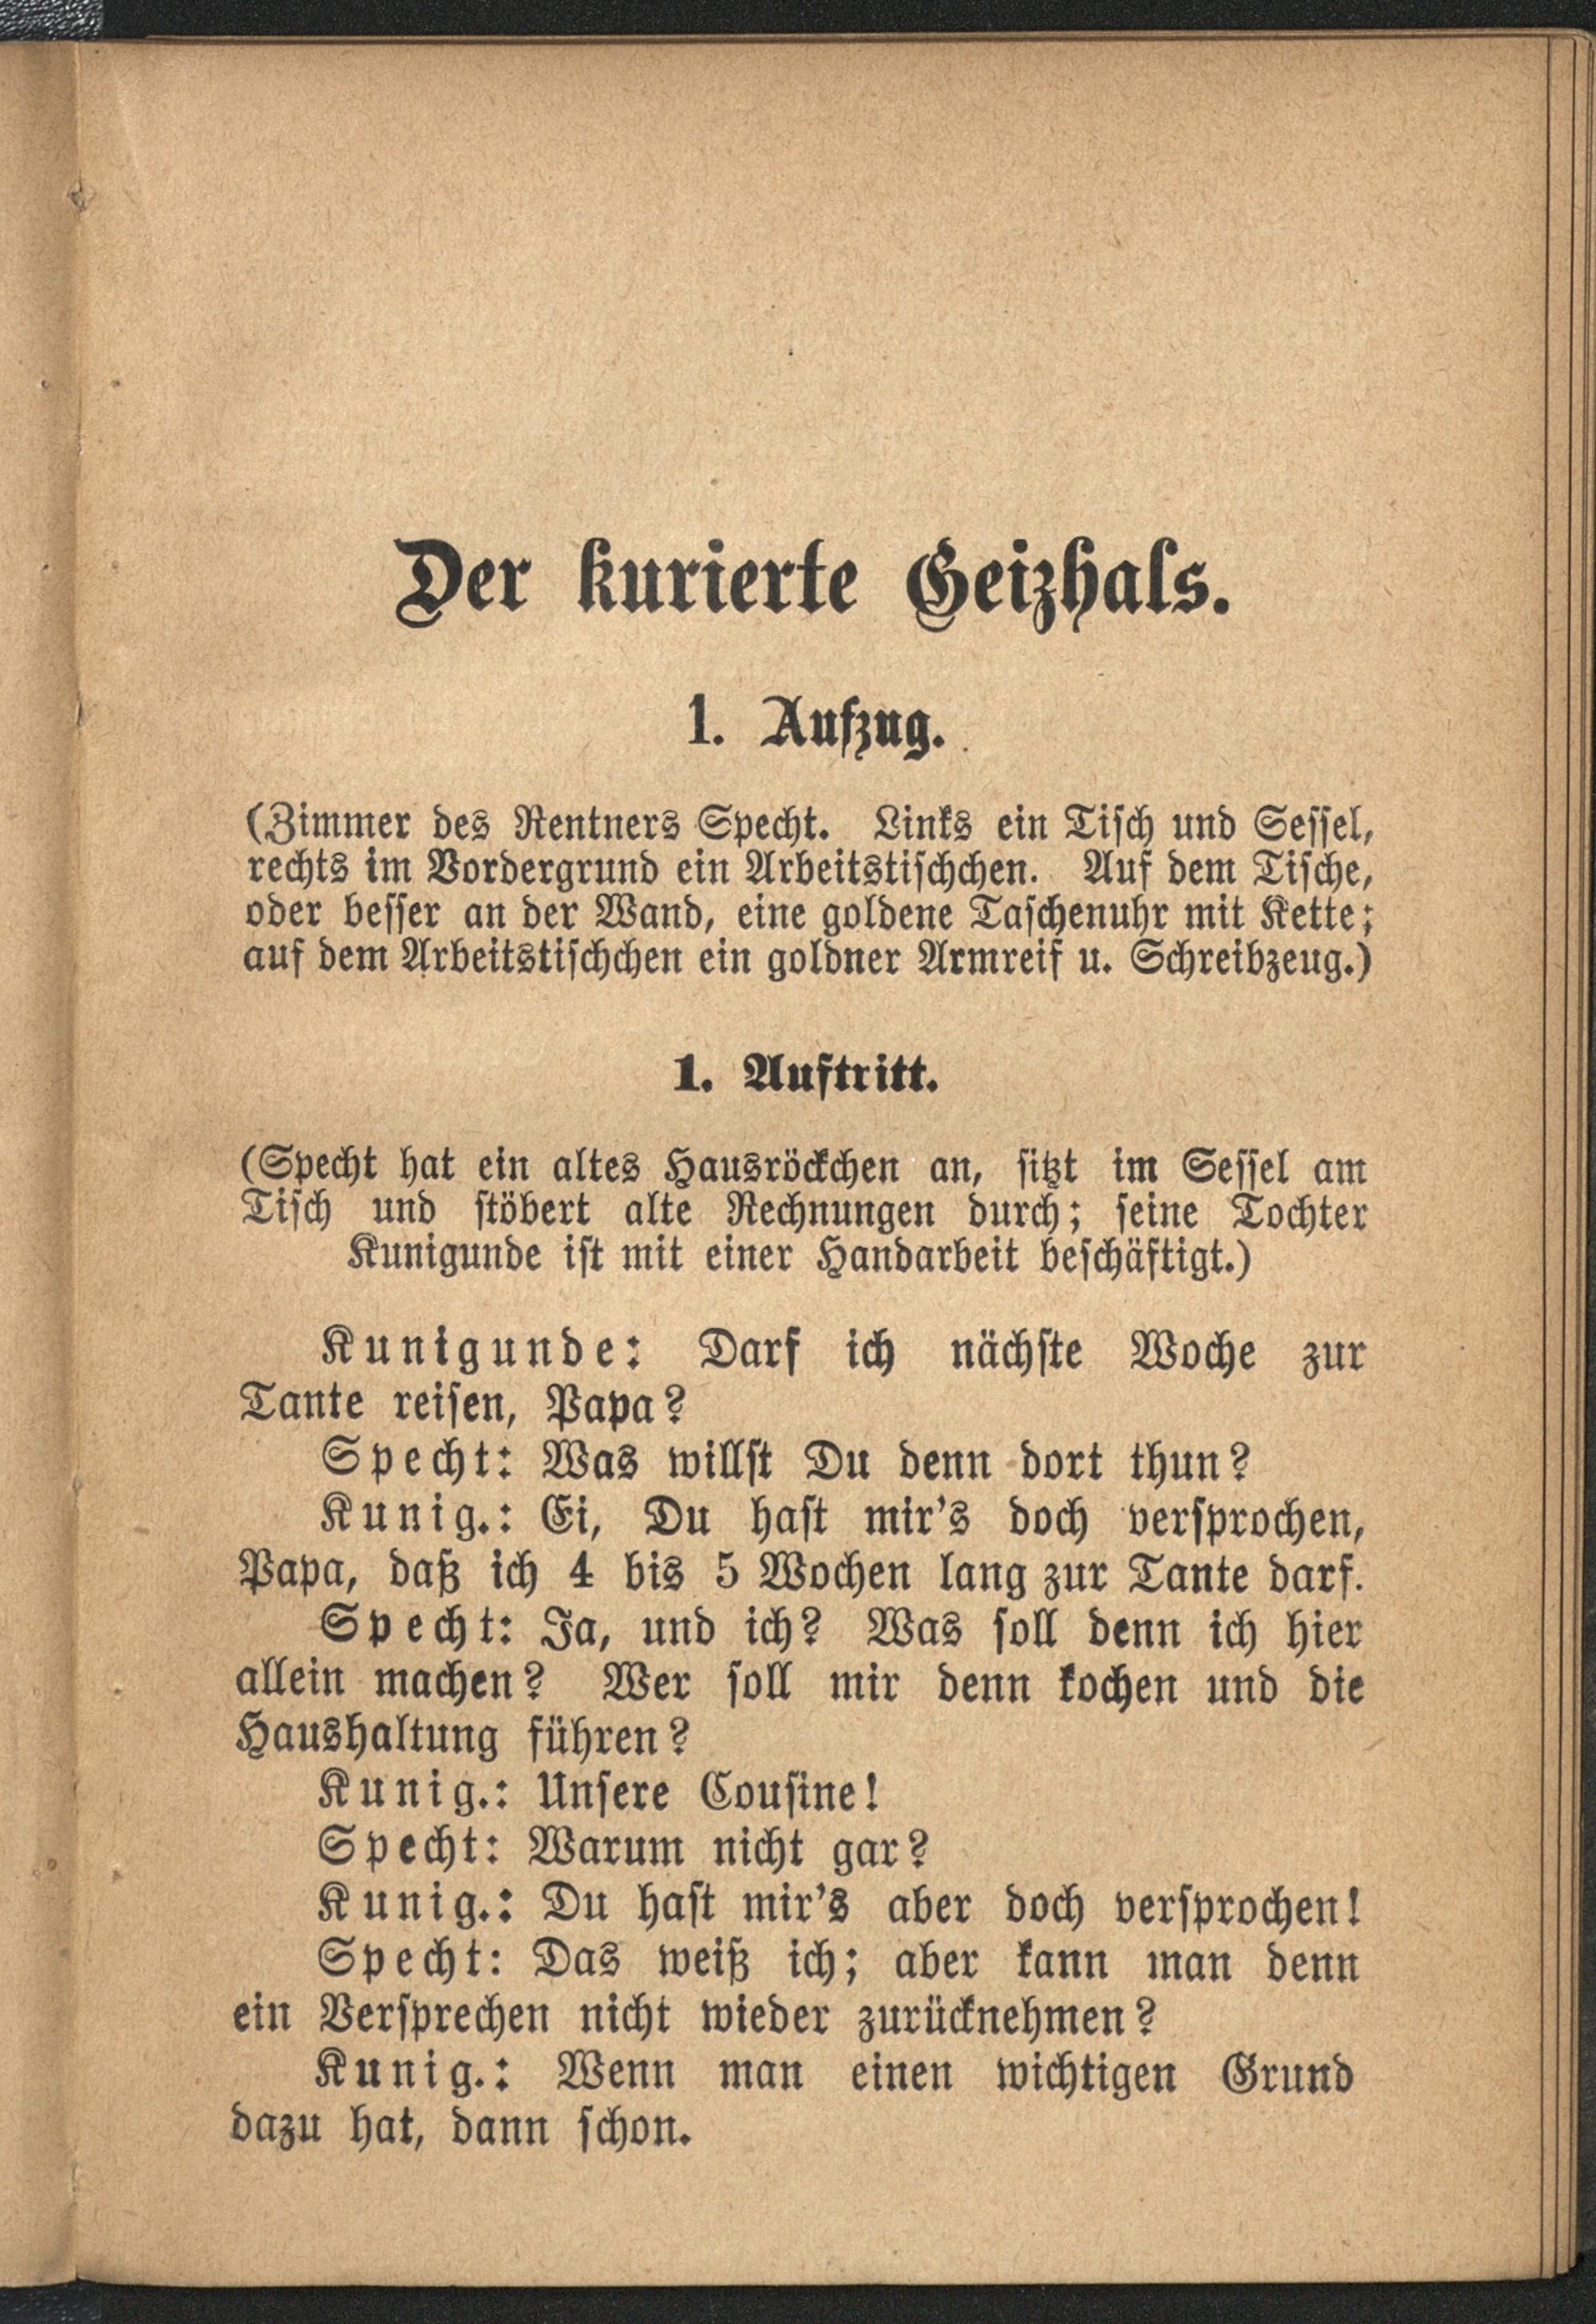 Der kurierte Geizhals.
1. Aufzug.
(Zimmer des Rentners Specht. Links ein Tisch und Sessel,
rechts im Vordergrund ein Arbeitstischchen. Auf dem Tische,
oder besser an der Wand, eine goldene Taschenuhr mit Kette;
auf dem Arbeitstischchen ein goldner Armreif u. Schreibzeug.)
1. Auftritt.
(Specht hat ein altes Hausröckchen an, sitzt im Sessel am
Tisch und stöbert alte Rechnungen durch; seine Tochter
Kunigunde ist mit einer Handarbeit beschäftigt.)
Kunigunde: Darf ich nächste Woche zur
Tante reisen, Papa?
Specht: Was willst Du denn dort thun?
Kunig.: Ei, Du hast mir's doch versprochen,
Papa, daß ich 4 bis 5 Wochen lang zur Tante darf.
Specht: Ja, und ich? Was soll denn ich hier
allein machen? Wer soll mir denn kochen und die
Haushaltung führen?
Kunig.: Unsere Cousine!
Specht: Warum nicht gar?
Kunig.: Du hast mir's aber doch versprochen!
Specht: Das weiß ich; aber kann man denn
ein Versprechen nicht wieder zurücknehmen?
Kunig.: Wenn man einen wichtigen Grund
dazu hat, dann schon.